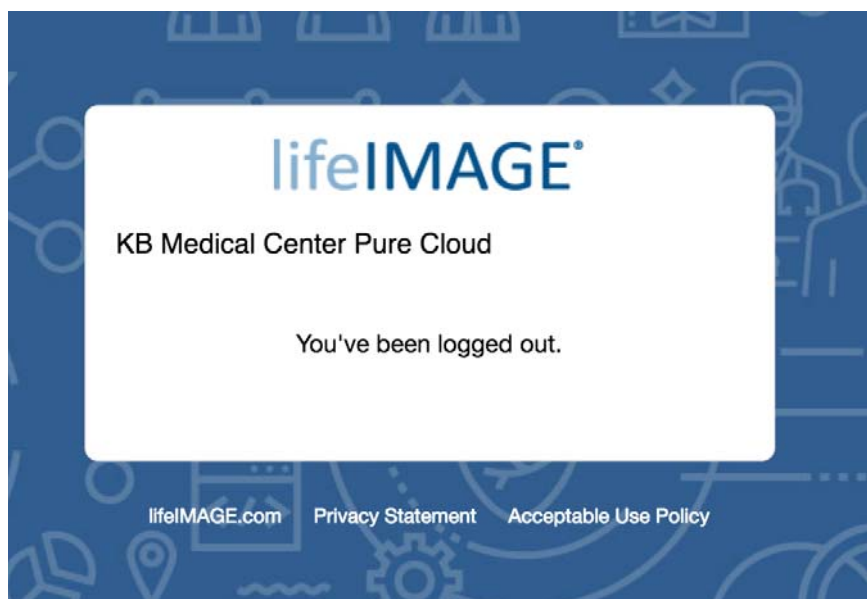 lifeIMAGE®
KB Medical Center Pure Cloud
You've been logged out.
lifeIMAGE.com Privacy Statement Acceptable Use Policy